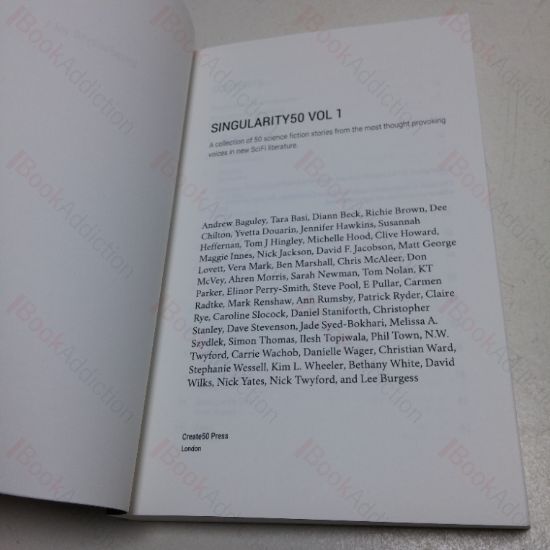 SINGULARITY50 VOL 1
A collection of 50 science fiction stories from the most thought provoking
voices in new SciFi literature.
Andrew Baguley, Tara Basi, Diann Beck, Richie Brown, Dee
Chilton, Yvetta Douarin, Jennifer Hawkins, Susannah
Heffernan, Tom J Hingley, Michelle Hood, Clive Howard,
Maggie Innes, Nick Jackson, David F. Jacobson, Matt George
Lovett, Vera Mark, Ben Marshall, Chris McAleer, Don
McVey, Ahren Morris, Sarah Newman, Tom Nolan, KT
Parker, Elinor Perry-Smith, Steve Pool, E Pullar, Carmen
Radtke, Mark Renshaw, Ann Rumsby, Patrick Ryder, Claire
Rye, Caroline Slocock, Daniel Staniforth, Christopher
Stanley, Dave Stevenson, Jade Syed-Bokhari, Melissa A.
Szydlek, Simon Thomas, Ilesh Topiwala, Phil Town, N.W.
Twyford, Carrie Wachob, Danielle Wager, Christian Ward,
Stephanie Wessell, Kim L. Wheeler, Bethany White, David
Wilks, Nick Yates, Nick Twyford, and Lee Burgess
Create50 Press
London
BookAddiction